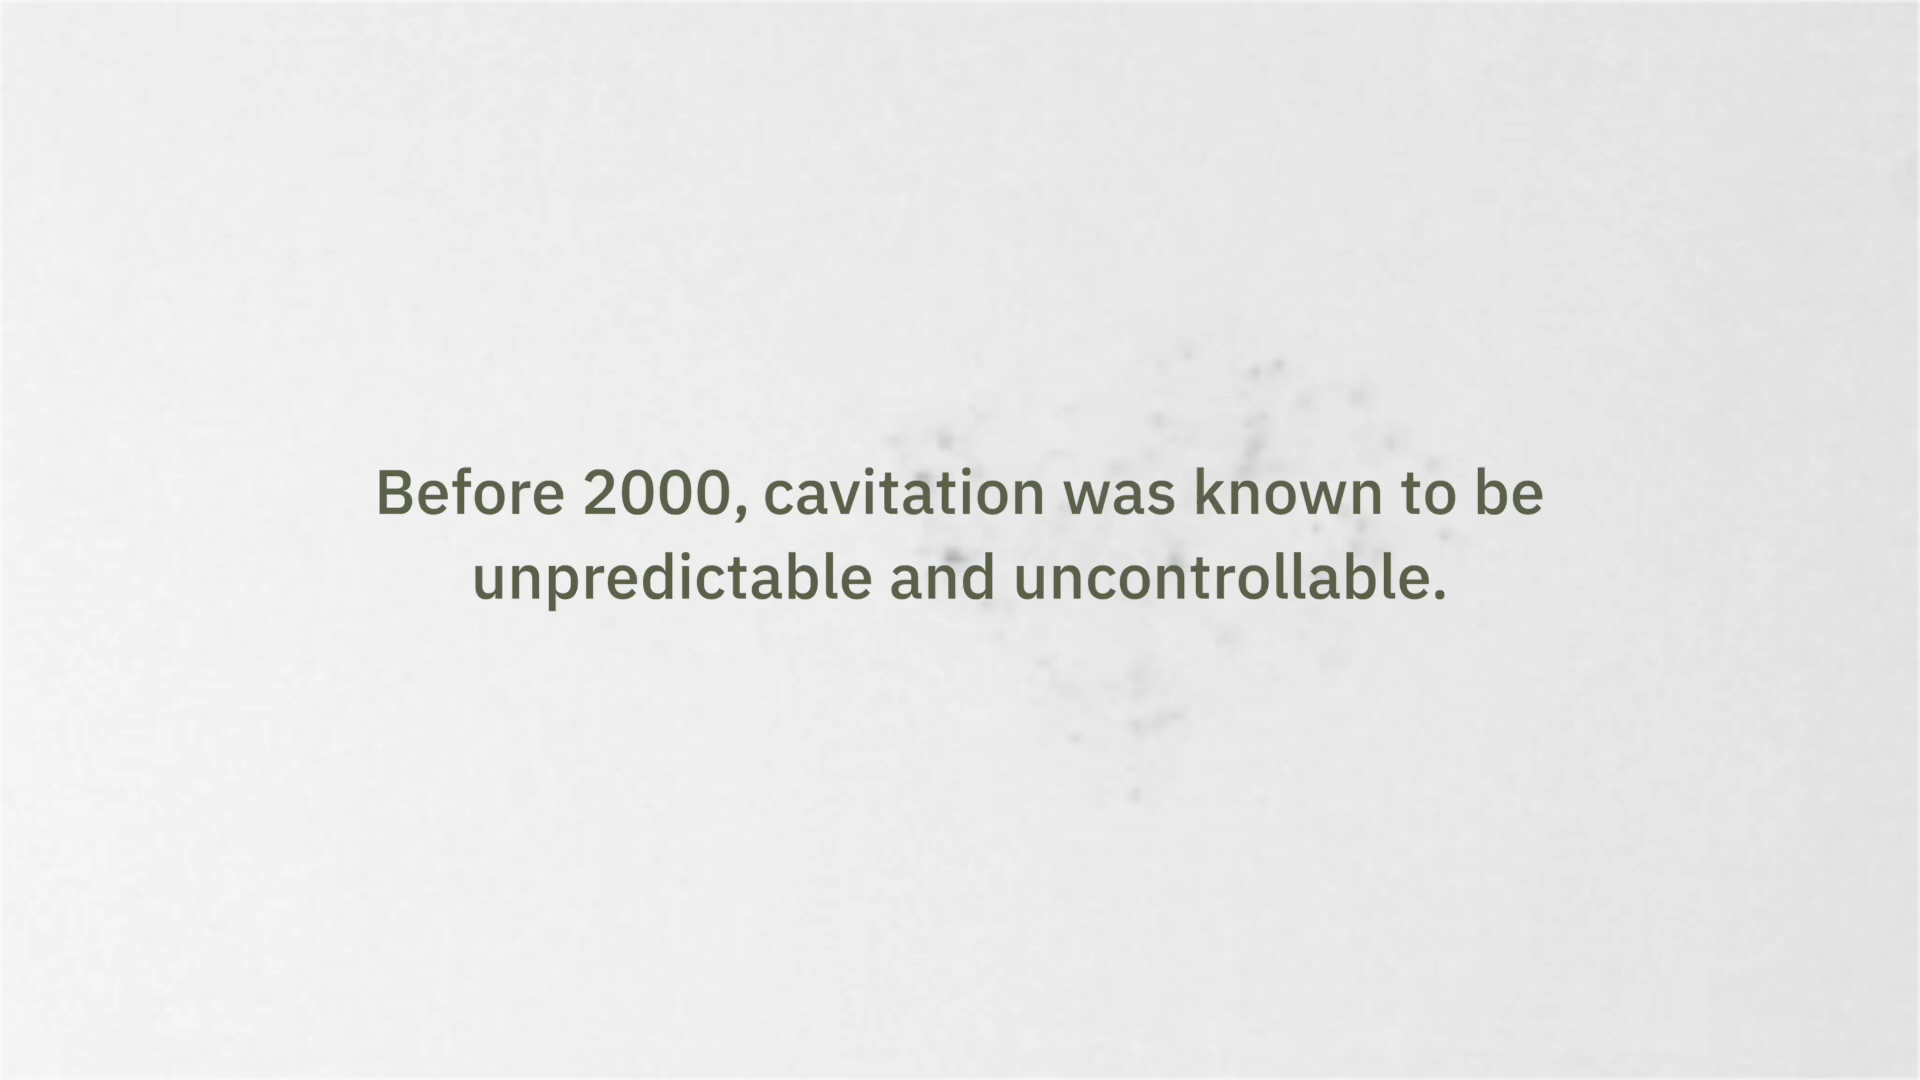 Before 2000, cavitation was known to be
unpredictable and uncontrollable.